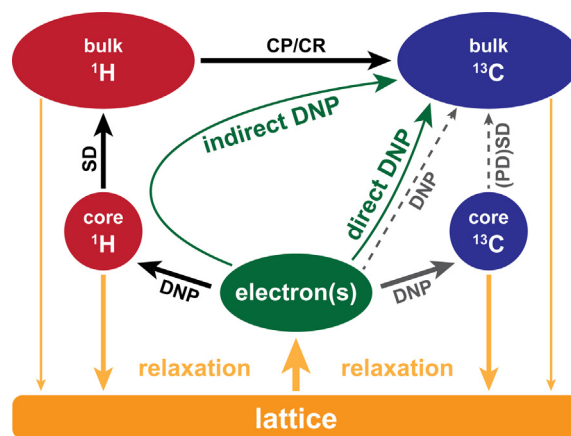 bulk
¹H
CP/CR
bulk
¹³C
indirect DNP
direct DNP
DNP
(PD)SD
SD
core
¹H
core
¹³C
DNP
electron(s)
DNP
relaxation
relaxation
lattice